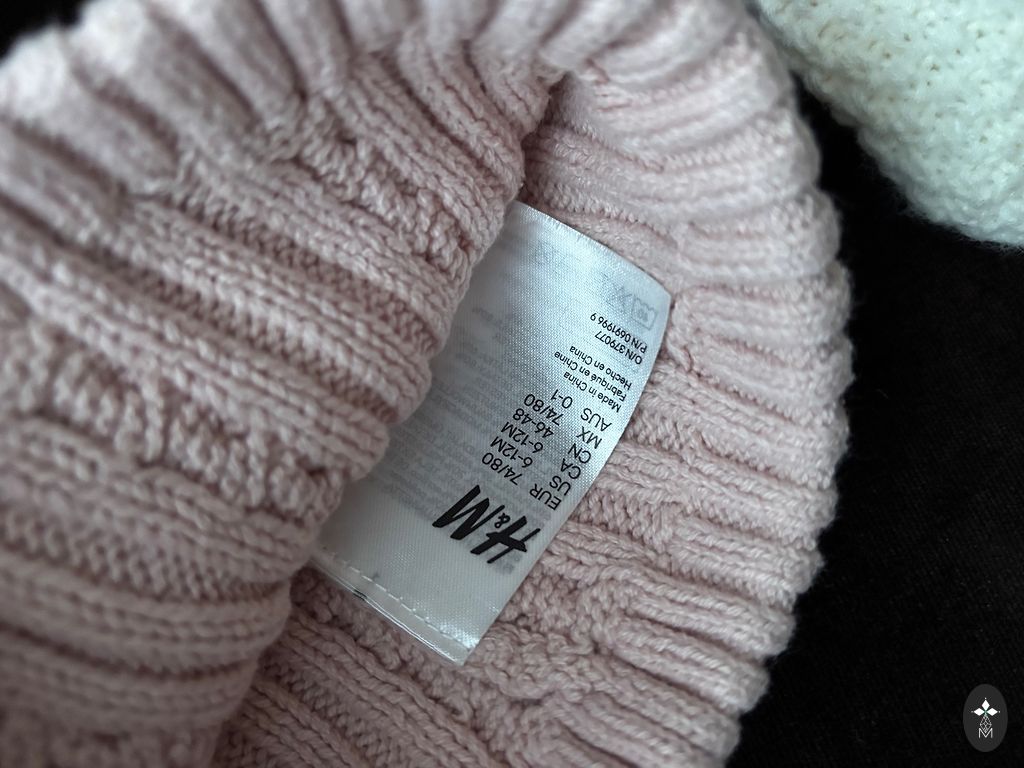 H&M
EUR 74/80
US 6-12M
CA 6-12M
CN 46-48
MX 74/80
AUS 0-1
Made in China
Fabriqué en Chine
Hecho en China
O/N 379077
P/N 0691996 9
M